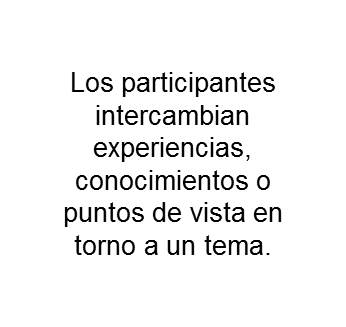 Los participantes
intercambian
experiencias,
conocimientos o
puntos de vista en
torno a un tema.